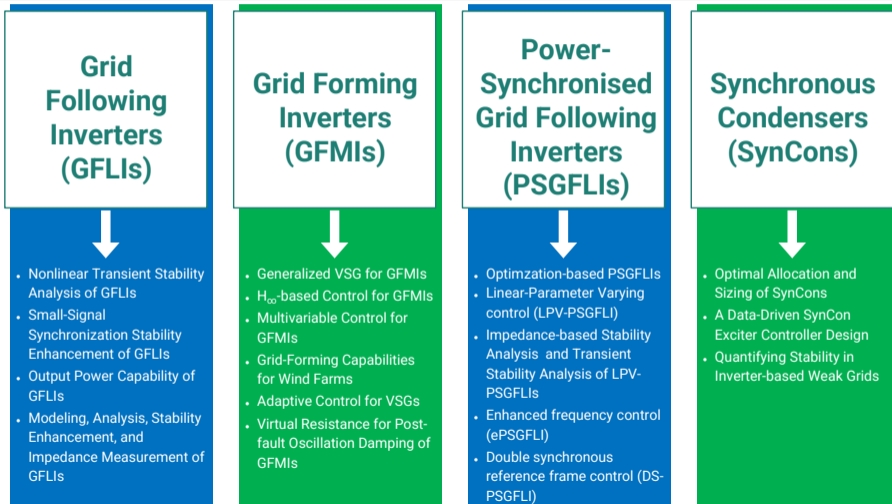 Grid
Following
Inverters
(GFLIs)
• Nonlinear Transient Stability
Analysis of GFLIs
• Small-Signal
Synchronization Stability
Enhancement of GFLIs
• Output Power Capability of
GFLIs
• Modeling, Analysis, Stability
Enhancement, and
Impedance Measurement of
GFLIs
Grid Forming
Inverters
(GFMIs)
• Generalized VSG for GFMIs
• H∞-based Control for GFMIs
• Multivariable Control for
GFMIs
• Grid-Forming Capabilities
for Wind Farms
• Adaptive Control for VSGs
• Virtual Resistance for Post-
fault Oscillation Damping of
GFMIs
Power-
Synchronised
Grid Following
Inverters
(PSGFLIs)
• Optimzation-based PSGFLIs
• Linear-Parameter Varying
control (LPV-PSGFLI)
• Impedance-based Stability
Analysis and Transient
Stability Analysis of LPV-
PSGFLIs
• Enhanced frequency control
(ePSGFLI)
• Double synchronous
reference frame control (DS-
PSGFLI)
Synchronous
Condensers
(SynCons)
• Optimal Allocation and
Sizing of SynCons
• A Data-Driven SynCon
Exciter Controller Design
• Quantifying Stability in
Inverter-based Weak Grids